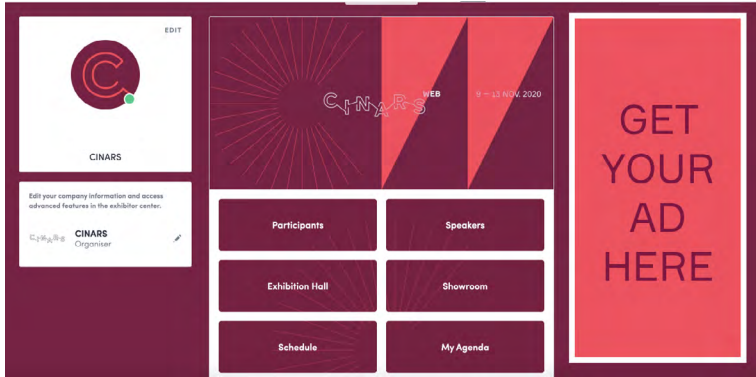 EDIT
CINARS
Edit your company information and access
advanced features in the exhibitor center.
CINARS
CINARS
Organiser
CINARS
WEB
9 – 13 NOV. 2020
Participants
Speakers
Exhibition Hall
Showroom
Schedule
My Agenda
GET
YOUR
AD
HERE